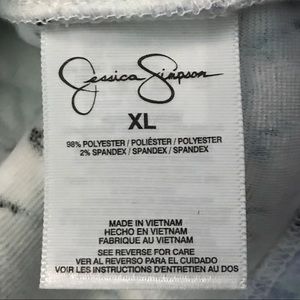 Jessica Simpson
XL
98% POLYESTER / POLIÉSTER / POLYESTER
2% SPANDEX / SPANDEX / SPANDEX
MADE IN VIETNAM
HECHO EN VIETNAM
FABRIQUE AU VIETNAM
SEE REVERSE FOR CARE
VER AL REVERSO PARA EL CUIDADO
VOIR LES INSTRUCTIONS D'ENTRETIEN AU DOS